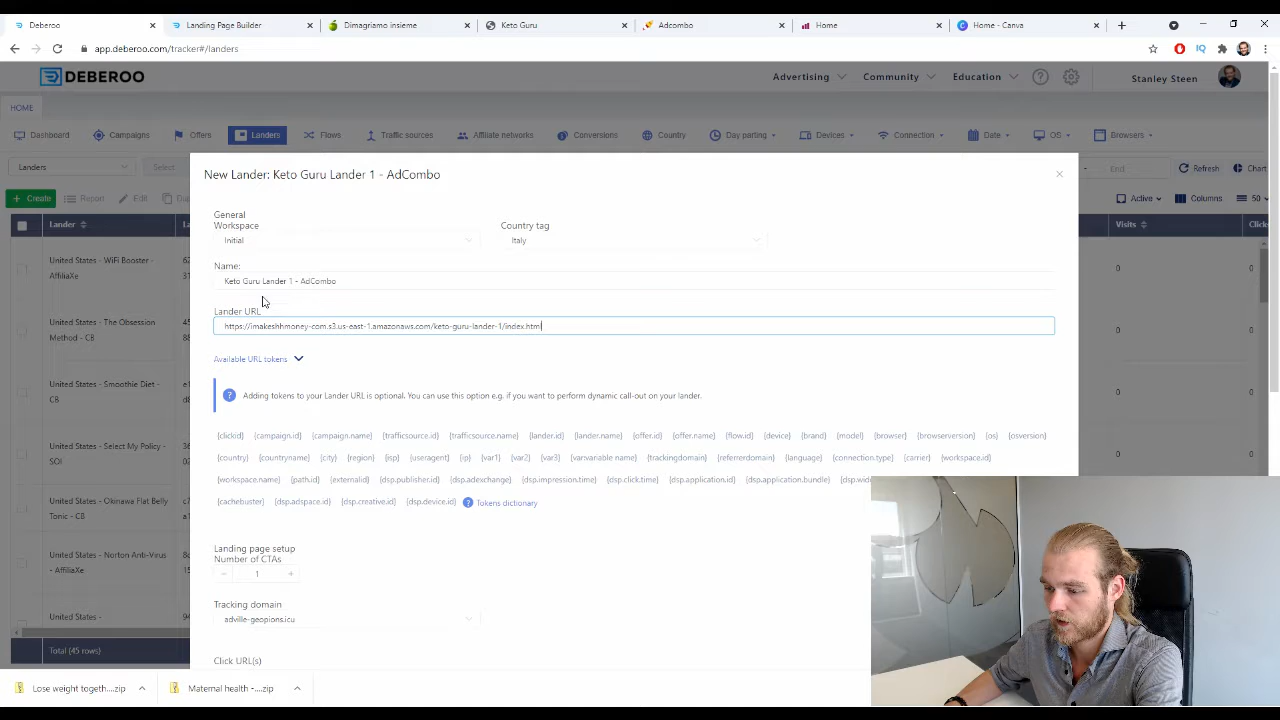 Deberoo
Landing Page Builder
Dimagriamo insieme
Keto Guru
Adcombo
Home
Home - Canva
app.deberoo.com/tracker#/landers
DEBEROO
Advertising
Community
Education
Stanley Steen
HOME
Dashboard
Campaigns
Offers
Landers
Flows
Traffic sources
Affiliate networks
Conversions
Country
Day parting
Devices
Connection
Date
OS
Browsers
Landers
Select
End
Refresh
Chart
+ Create
Report
Edit
Active
Columns
50
Lander
Visits
United States - WiFi Booster -
AffiliaXe
0
United States - The Obsession
Method - CB
0
United States - Smoothie Diet -
CB
0
United States - Select My Policy -
SOI
0
United States - Okinawa Flat Belly
Tonic - CB
United States - Norton Anti-Virus
- AffiliaXe
United States -
Total (45 rows)
New Lander: Keto Guru Lander 1 - AdCombo
General
Workspace
Country tag
Initial
Italy
Name:
Keto Guru Lander 1 - AdCombo
Lander URL
https://imakeshhmoney-com.s3.us-east-1.amazonaws.com/keto-guru-lander-1/index.html
Available URL tokens
Adding tokens to your Lander URL is optional. You can use this option e.g. if you want to perform dynamic call-out on your lander.
{clickid} {campaign.id} {campaign.name} {trafficsource.id} {trafficsource.name} {lander.id} {lander.name} {offer.id} {offer.name} {flow.id} {device} {brand} {model} {browser} {browserversion} {os} {osversion}
{country} {countryname} {city} {region} {isp} {useragent} {ip} {var1} {var2} {var3} {var:variable name} {trackingdomain} {referrerdomain} {language} {connection.type} {carrier} {workspace.id}
{workspace.name} {path.id} {externalid} {dsp.publisher.id} {dsp.adexchange} {dsp.impression.time} {dsp.click.time} {dsp.application.id} {dsp.application.bundle}
{cachebuster} {dsp.adspace.id} {dsp.creative.id} {dsp.device.id} Tokens dictionary
Landing page setup
Number of CTAs
1
Tracking domain
adville-geopions.icu
Click URL(s)
Lose weight togeth....zip
Maternal health -....zip